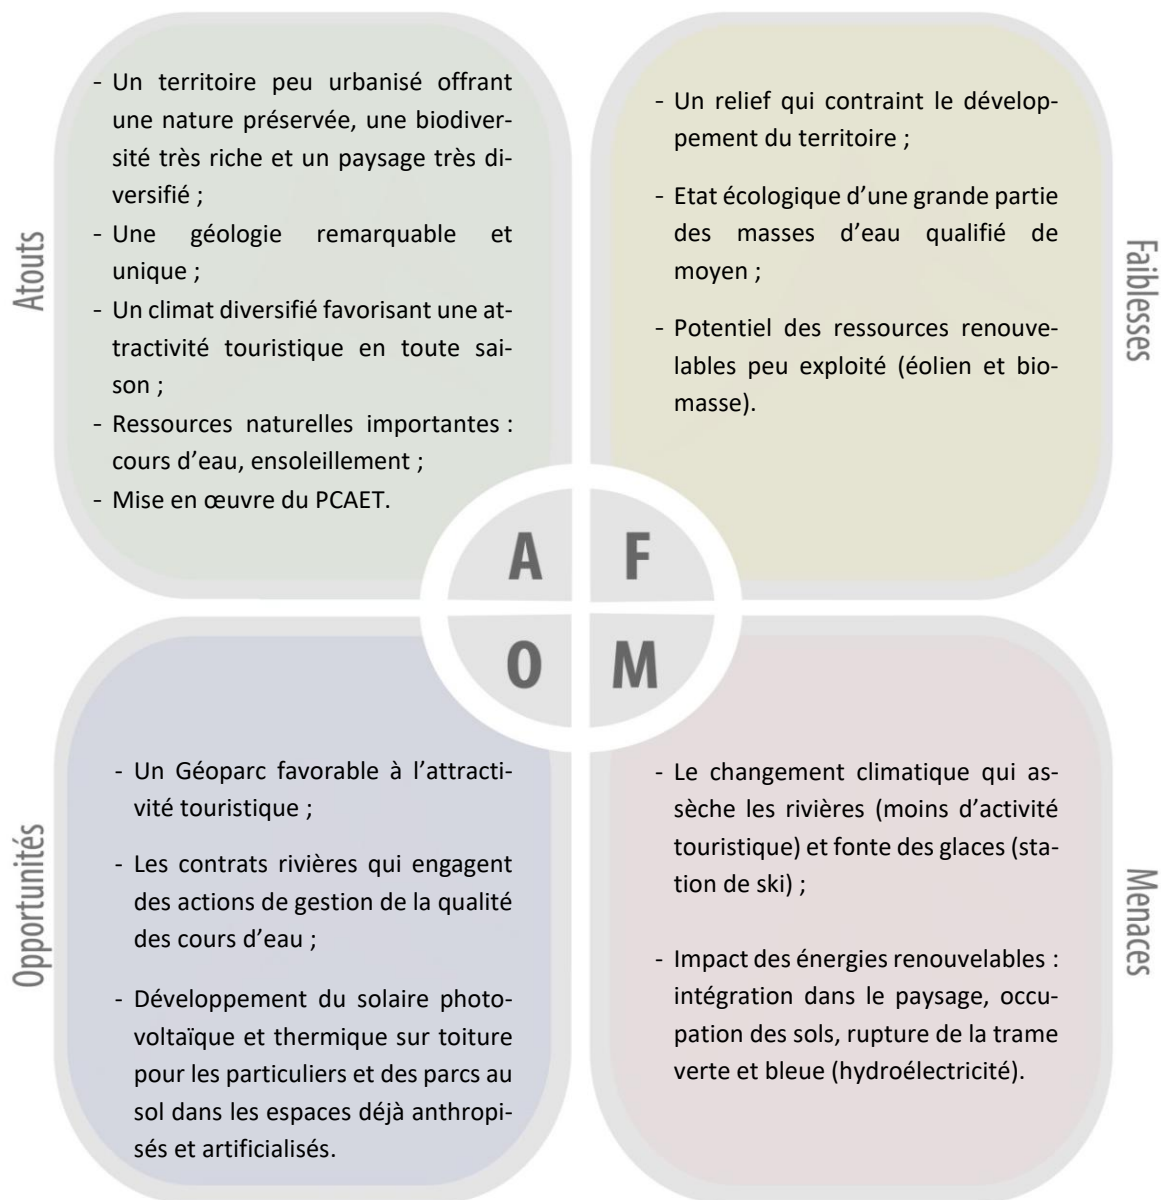 Atouts
- Un territoire peu urbanisé offrant
une nature préservée, une biodiver-
sité très riche et un paysage très di-
versifié ;
- Une géologie remarquable et
unique ;
- Un climat diversifié favorisant une at-
tractivité touristique en toute sai-
son ;
- Ressources naturelles importantes :
cours d'eau, ensoleillement ;
- Mise en œuvre du PCAET.
Faiblesses
- Un relief qui contraint le dévelop-
pement du territoire ;
- Etat écologique d'une grande partie
des masses d'eau qualifié de
moyen ;
- Potentiel des ressources renouve-
lables peu exploité (éolien et bio-
masse).
A F
O M
Opportunités
- Un Géoparc favorable à l'attracti-
vité touristique ;
- Les contrats rivières qui engagent
des actions de gestion de la qualité
des cours d'eau ;
- Développement du solaire photo-
voltaïque et thermique sur toiture
pour les particuliers et des parcs au
sol dans les espaces déjà anthropi-
sés et artificialisés.
Menaces
- Le changement climatique qui as-
sèche les rivières (moins d'activité
touristique) et fonte des glaces (sta-
tion de ski) ;
- Impact des énergies renouvelables :
intégration dans le paysage, occu-
pation des sols, rupture de la trame
verte et bleue (hydroélectricité).